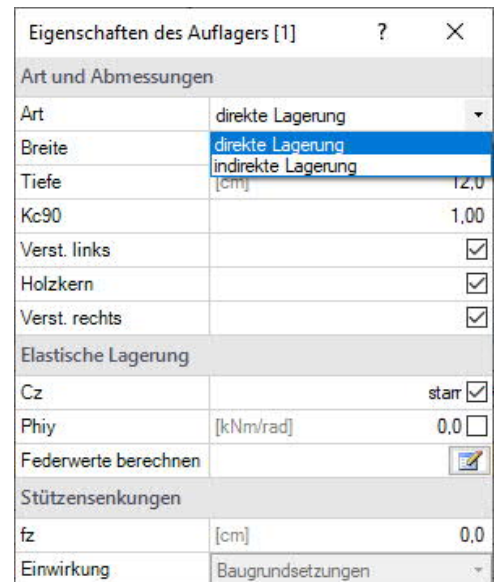 Eigenschaften des Auflagers [1] ?
Art und Abmessungen
Art direkte Lagerung
Breite direkte Lagerung
indirekte Lagerung
Tiefe [cm] 12,0
Kc90 1,00
Verst. links
Holzkern
Verst. rechts
Elastische Lagerung
Cz starr
Phiy [kNm/rad] 0,0
Federwerte berechnen
Stützensenkungen
fz [cm] 0,0
Einwirkung Baugrundsetzungen